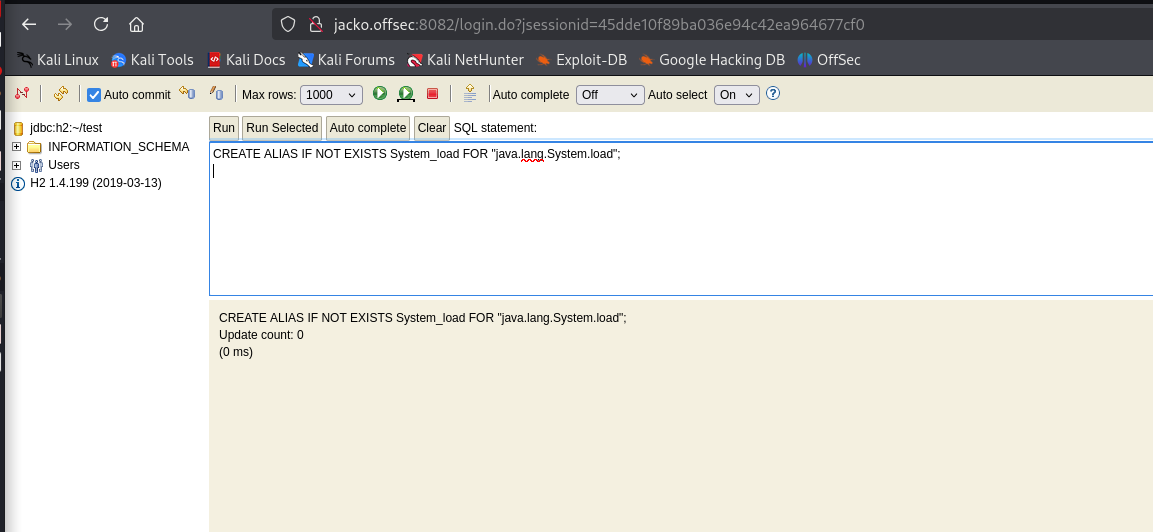 jacko.offsec:8082/login.do?jsessionid=45dde10f89ba036e94c42ea964677cf0
Kali Linux Kali Tools Kali Docs Kali Forums Kali NetHunter Exploit-DB Google Hacking DB OffSec
Auto commit Max rows: 1000 Auto complete Off Auto select On
jdbc:h2:~/test
INFORMATION_SCHEMA
Users
H2 1.4.199 (2019-03-13)
Run Run Selected Auto complete Clear SQL statement:
CREATE ALIAS IF NOT EXISTS System_load FOR "java.lang.System.load";
CREATE ALIAS IF NOT EXISTS System_load FOR "java.lang.System.load";
Update count: 0
(0 ms)